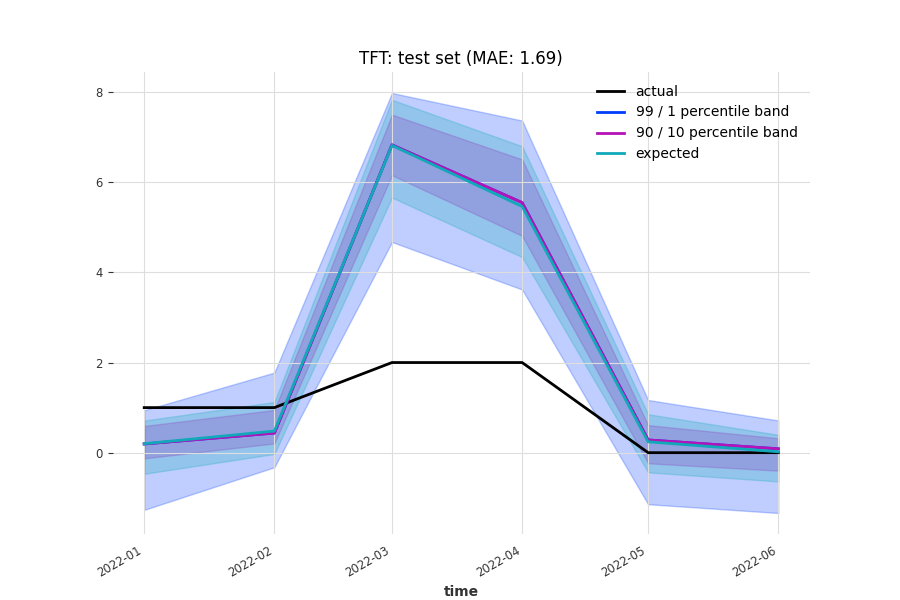 TFT: test set (MAE: 1.69)
actual
99 / 1 percentile band
90 / 10 percentile band
expected
8
6
4
2
0
2022-01
2022-02
2022-03
2022-04
2022-05
2022-06
time